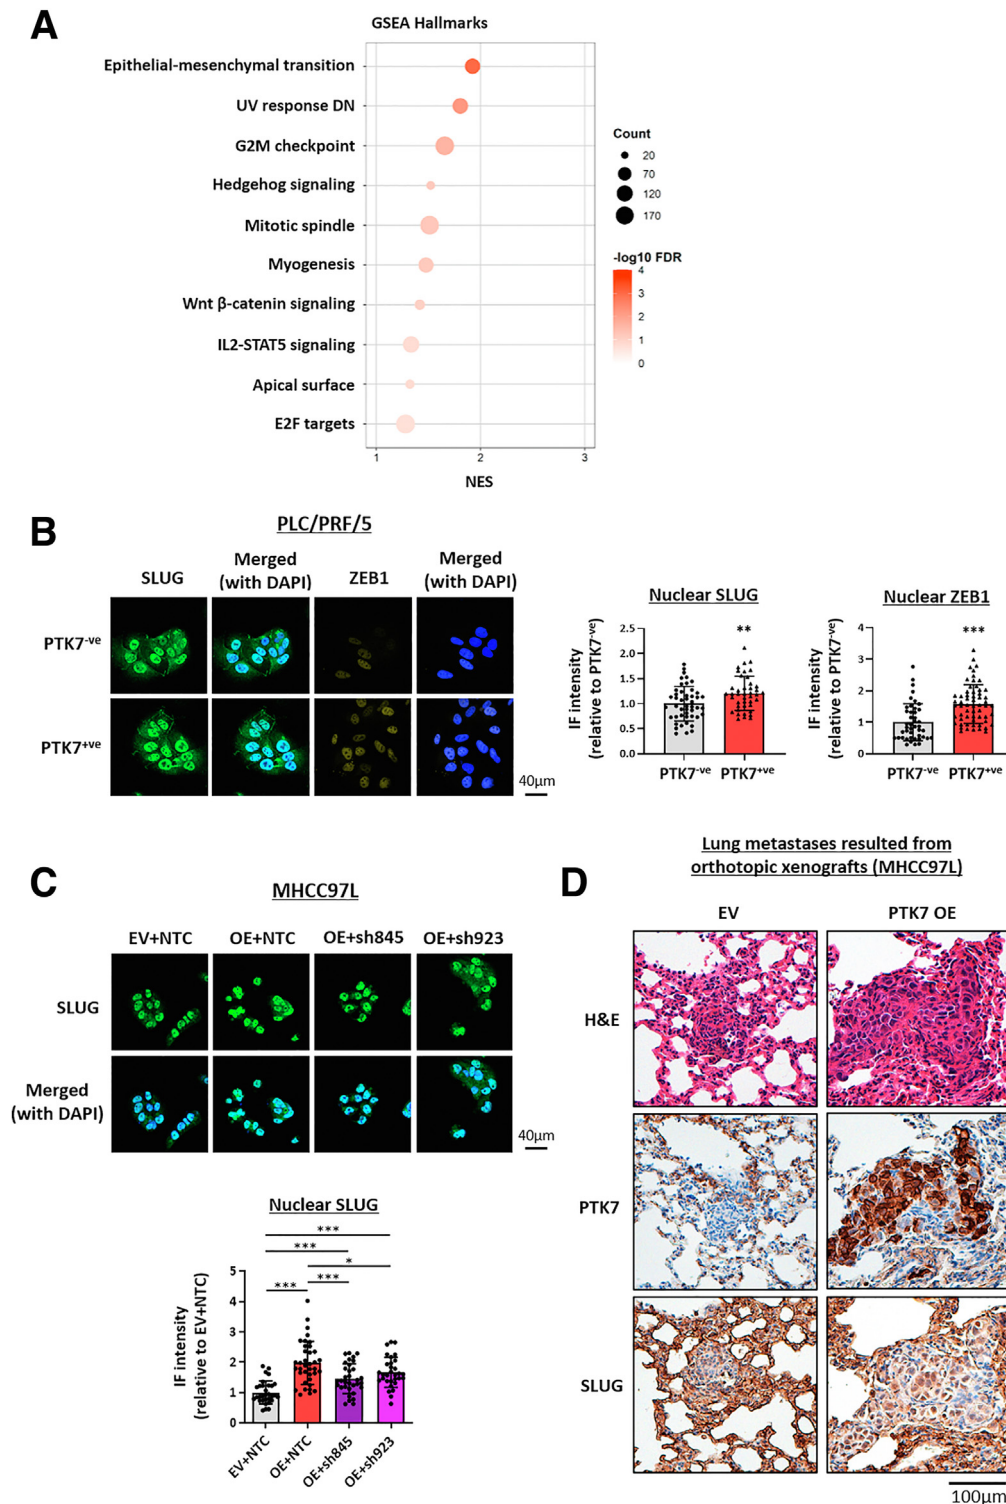 A
GSEA Hallmarks
Epithelial-mesenchymal transition
UV response DN
G2M checkpoint
Hedgehog signaling
Mitotic spindle
Myogenesis
Wnt β-catenin signaling
IL2-STAT5 signaling
Apical surface
E2F targets
1
2
3
NES
Count
20
70
120
170
-log10 FDR
4
3
2
1
0
B
PLC/PRF/5
SLUG
Merged
(with DAPI)
ZEB1
Merged
(with DAPI)
PTK7-ve
PTK7+ve
40μm
Nuclear SLUG
IF intensity
(relative to PTK7-ve)
2.5
2.0
1.5
1.0
0.5
0.0
**
PTK7-ve
PTK7+ve
Nuclear ZEB1
IF intensity
(relative to PTK7-ve)
4
3
2
1
0
***
PTK7-ve
PTK7+ve
C
MHCC97L
EV+NTC
OE+NTC
OE+sh845
OE+sh923
SLUG
Merged
(with DAPI)
40μm
Nuclear SLUG
***
***
*
***
***
IF intensity
(relative to EV+NTC)
5
4
3
2
1
0
EV+NTC
OE+NTC
OE+sh845
OE+sh923
D
Lung metastases resulted from
orthotopic xenografts (MHCC97L)
EV
PTK7 OE
H&E
PTK7
SLUG
100μm